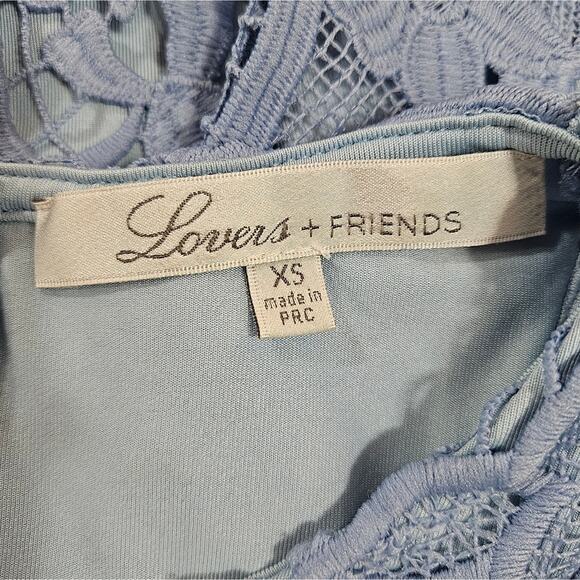 Lovers + FRIENDS
XS
made in
PRC